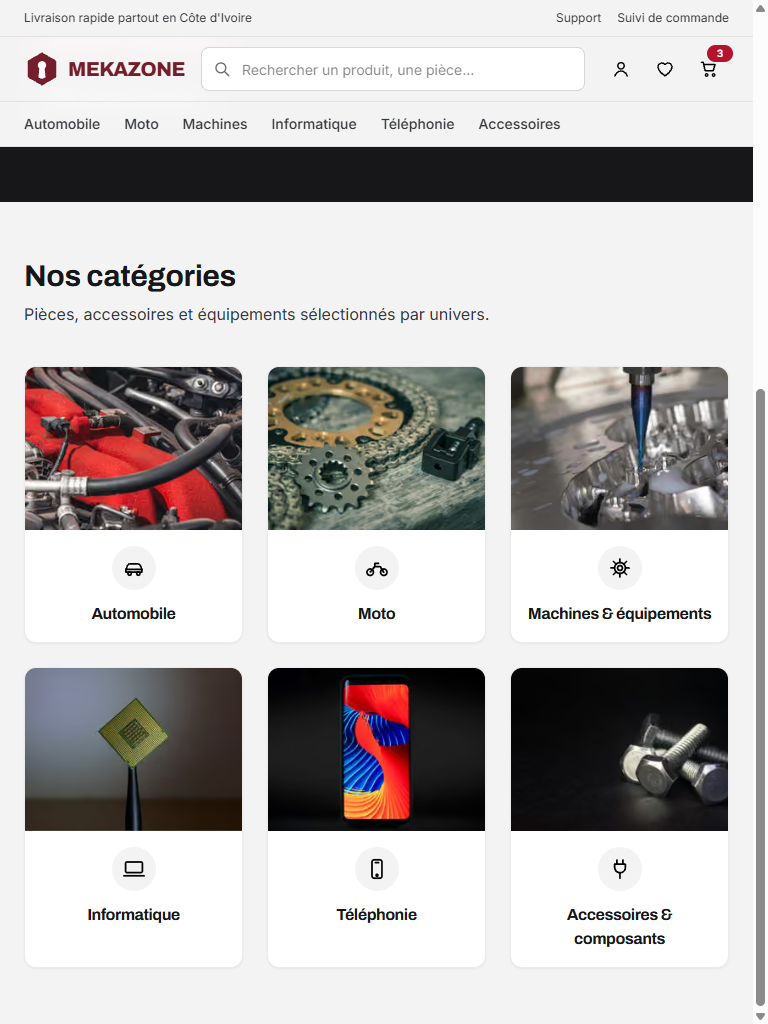 Livraison rapide partout en Côte d'Ivoire
Support
Suivi de commande
MEKAZONE
Rechercher un produit, une pièce...
3
Automobile
Moto
Machines
Informatique
Téléphonie
Accessoires
Nos catégories
Pièces, accessoires et équipements sélectionnés par univers.
Automobile
Moto
Machines & équipements
Informatique
Téléphonie
Accessoires &
composants